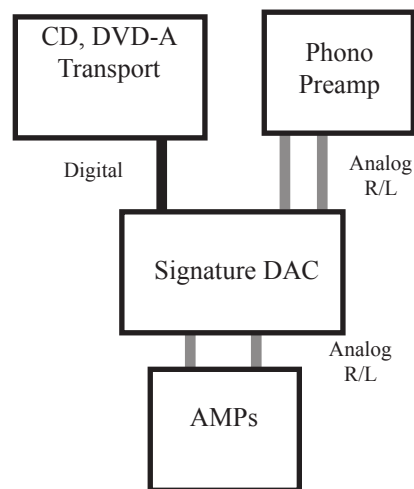 CD, DVD-A
Transport
Phono
Preamp
Digital
Analog
R/L
Signature DAC
Analog
R/L
AMPs